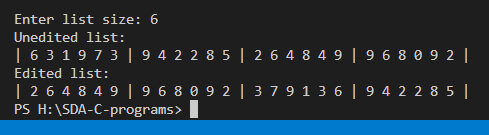 Enter list size: 6
Unedited list:
| 6 3 1 9 7 3 | 9 4 2 2 8 5 | 2 6 4 8 4 9 | 9 6 8 0 9 2 |
Edited list:
| 2 6 4 8 4 9 | 9 6 8 0 9 2 | 3 7 9 1 3 6 | 9 4 2 2 8 5 |
PS H:\SDA-C-programs>